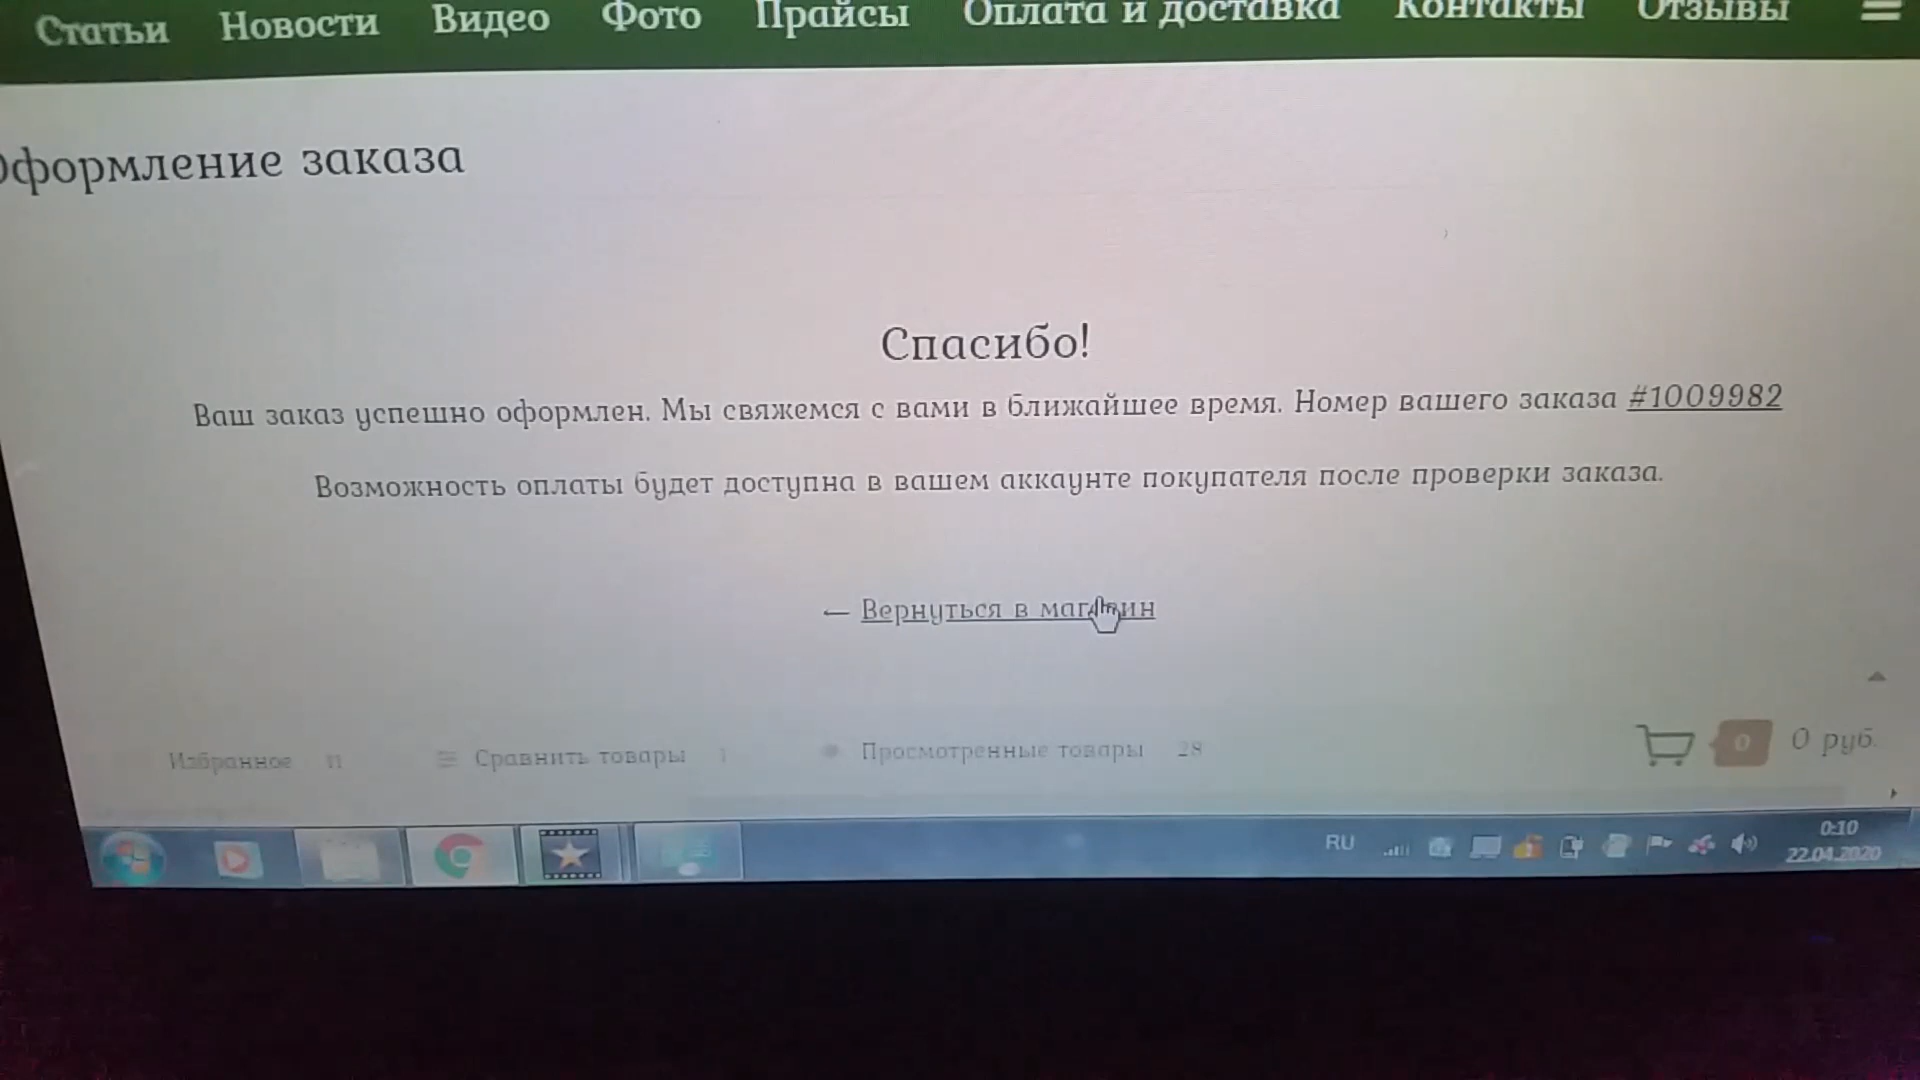 Статьи Новости Видео Фото Прайсы Оплата и доставка Контакты Отзывы
Оформление заказа
Спасибо!
Ваш заказ успешно оформлен. Мы свяжемся с вами в ближайшее время. Номер вашего заказа #1009982
Возможность оплаты будет доступна в вашем аккаунте покупателя после проверки заказа.
← Вернуться в магазин
Избранное 11 Сравнить товары 1 Просмотренные товары 28 0 0 руб.
RU 0:10
22.04.2020